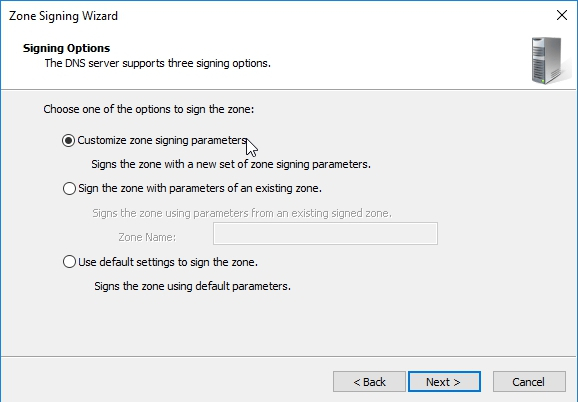 Zone Signing Wizard
Signing Options
The DNS server supports three signing options.
Choose one of the options to sign the zone:
Customize zone signing parameters.
Signs the zone with a new set of zone signing parameters.
Sign the zone with parameters of an existing zone.
Signs the zone using parameters from an existing signed zone.
Zone Name:
Use default settings to sign the zone.
Signs the zone using default parameters.
< Back
Next >
Cancel